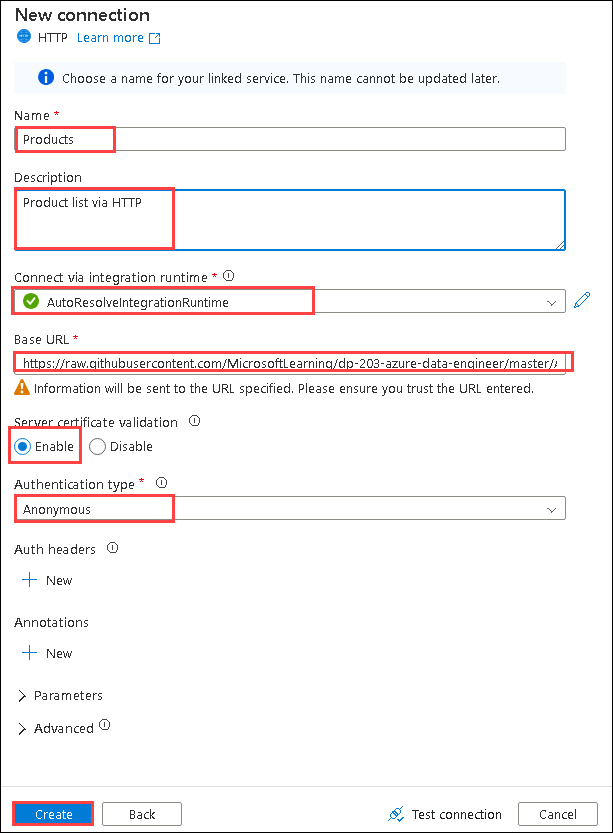 New connection
HTTP Learn more
Choose a name for your linked service. This name cannot be updated later.
Name *
Products
Description
Product list via HTTP
Connect via integration runtime *
AutoResolveIntegrationRuntime
Base URL *
https://raw.githubusercontent.com/MicrosoftLearning/dp-203-azure-data-engineer/master//
Information will be sent to the URL specified. Please ensure you trust the URL entered.
Server certificate validation
Enable Disable
Authentication type *
Anonymous
Auth headers
New
Annotations
New
Parameters
Advanced
Create Back Test connection Cancel